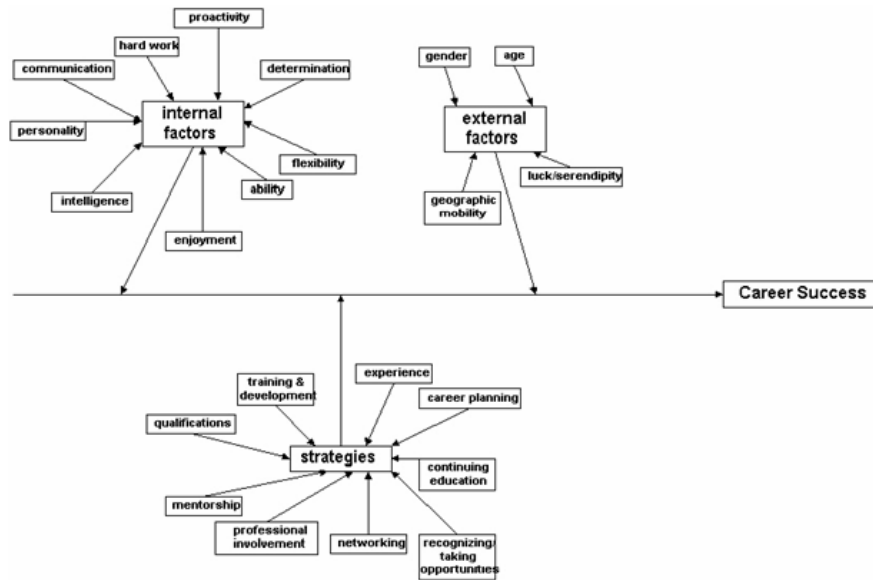 proactivity
hard work
communication
determination
internal
factors
personality
flexibility
ability
intelligence
enjoyment
gender
age
external
factors
luck/serendipity
geographic
mobility
Career Success
experience
training &
development
career planning
qualifications
strategies
continuing
education
mentorship
professional
involvement
networking
recognizing/
taking
opportunities